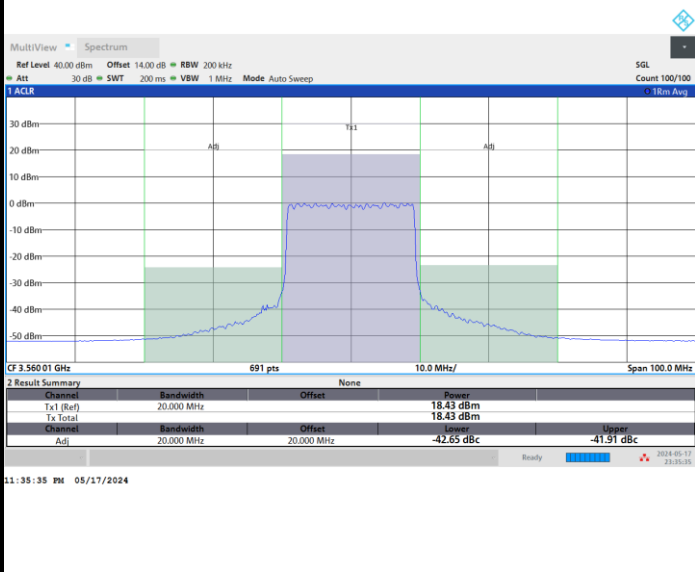 MultiView Spectrum
Ref Level 40.00 dBm Offset 14.00 dB RBW 200 kHz SGL
Att 30 dB SWT 200 ms VBW 1 MHz Mode Auto Sweep Count 100/100
1 ACLR 1Rm Avg
30 dBm
Tx1
20 dBm
Adj Adj
10 dBm
0 dBm
-10 dBm
-20 dBm
-30 dBm
-40 dBm
-50 dBm
CF 3.56001 GHz 691 pts 10.0 MHz/ Span 100.0 MHz
2 Result Summary None
Channel Bandwidth Offset Power
Tx1 (Ref) 20.000 MHz 18.43 dBm
Tx Total 18.43 dBm
Channel Bandwidth Offset Lower Upper
Adj 20.000 MHz 20.000 MHz -42.65 dBc -41.91 dBc
Ready 2024-05-17
23:35:35
11:35:35 PM 05/17/2024